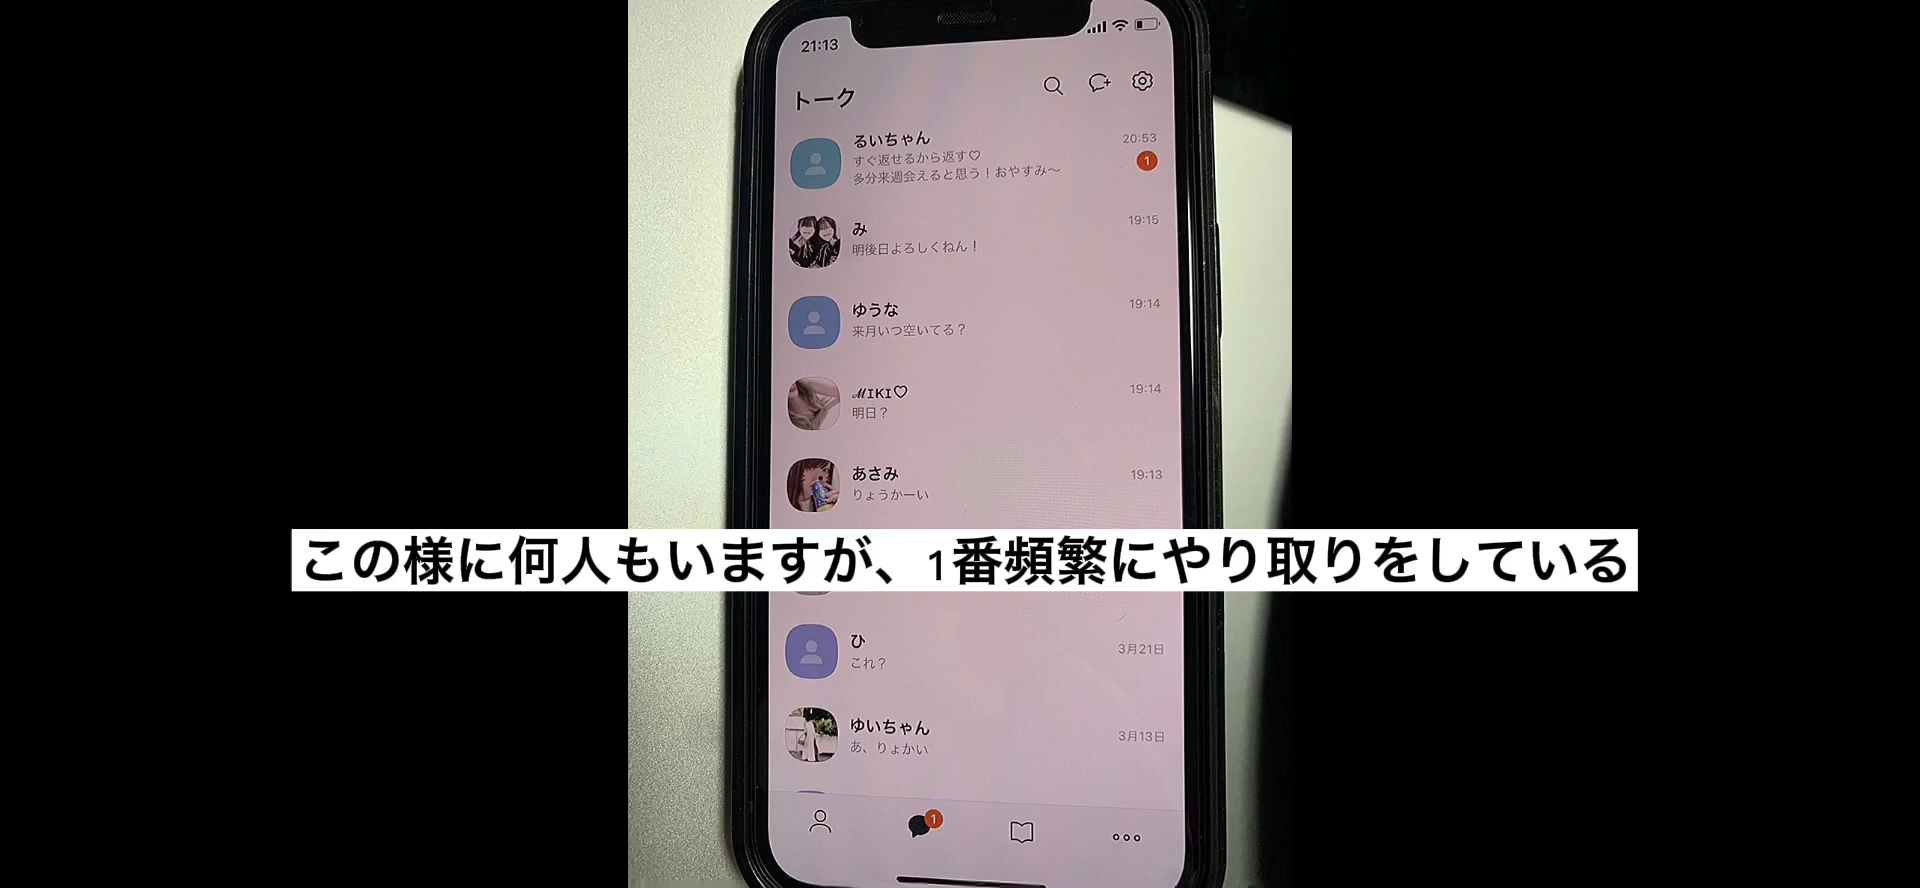 21:13
トーク
るいちゃん
20:53
すぐ返せるから返す♡
多分来週会えると思う！おやすみ〜
1
み
19:15
明後日よろしくねん！
ゆうな
19:14
来月いつ空いてる？
ℳIKI♡
19:14
明日？
あさみ
19:13
りょうかーい
この様に何人もいますが、1番頻繁にやり取りをしている
ひ
3月21日
これ？
ゆいちゃん
3月13日
あ、りょかい
1